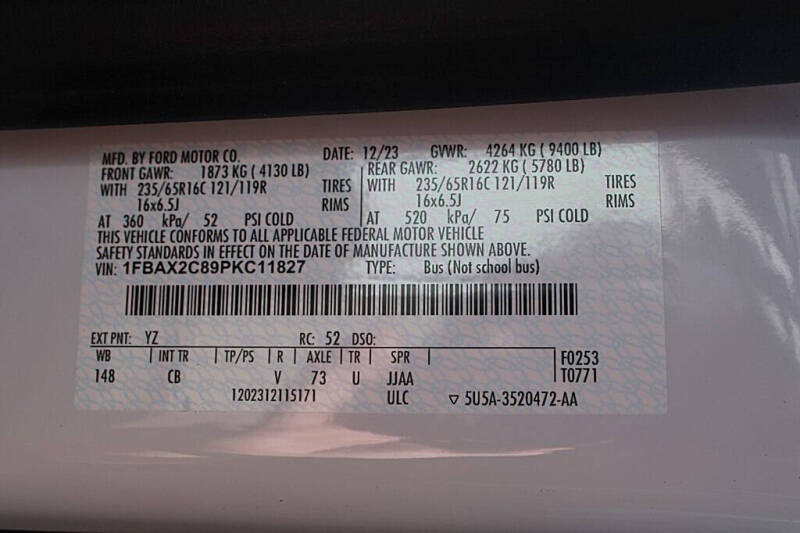 MFD. BY FORD MOTOR CO. DATE: 12/23 GVWR: 4264 KG ( 9400 LB)
FRONT GAWR: 1873 KG ( 4130 LB) REAR GAWR: 2622 KG ( 5780 LB)
WITH 235/65R16C 121/119R TIRES WITH 235/65R16C 121/119R TIRES
16x6.5J RIMS 16x6.5J RIMS
AT 360 kPa/ 52 PSI COLD AT 520 kPa/ 75 PSI COLD
THIS VEHICLE CONFORMS TO ALL APPLICABLE FEDERAL MOTOR VEHICLE
SAFETY STANDARDS IN EFFECT ON THE DATE OF MANUFACTURE SHOWN ABOVE.
VIN: 1FBAX2C89PKC11827 TYPE: Bus (Not school bus)
EXT PNT: YZ RC: 52 DSO:
WB INT TR TP/PS R AXLE TR SPR F0253
148 CB V 73 U JJAA T0771
1202312115171 ULC ▽ 5U5A-3520472-AA